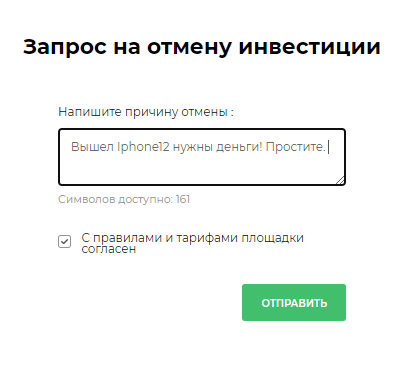 Запрос на отмену инвестиции
Напишите причину отмены :
Вышел Iphone12 нужны деньги! Простите.
Символов доступно: 161
С правилами и тарифами площадки
согласен
ОТПРАВИТЬ